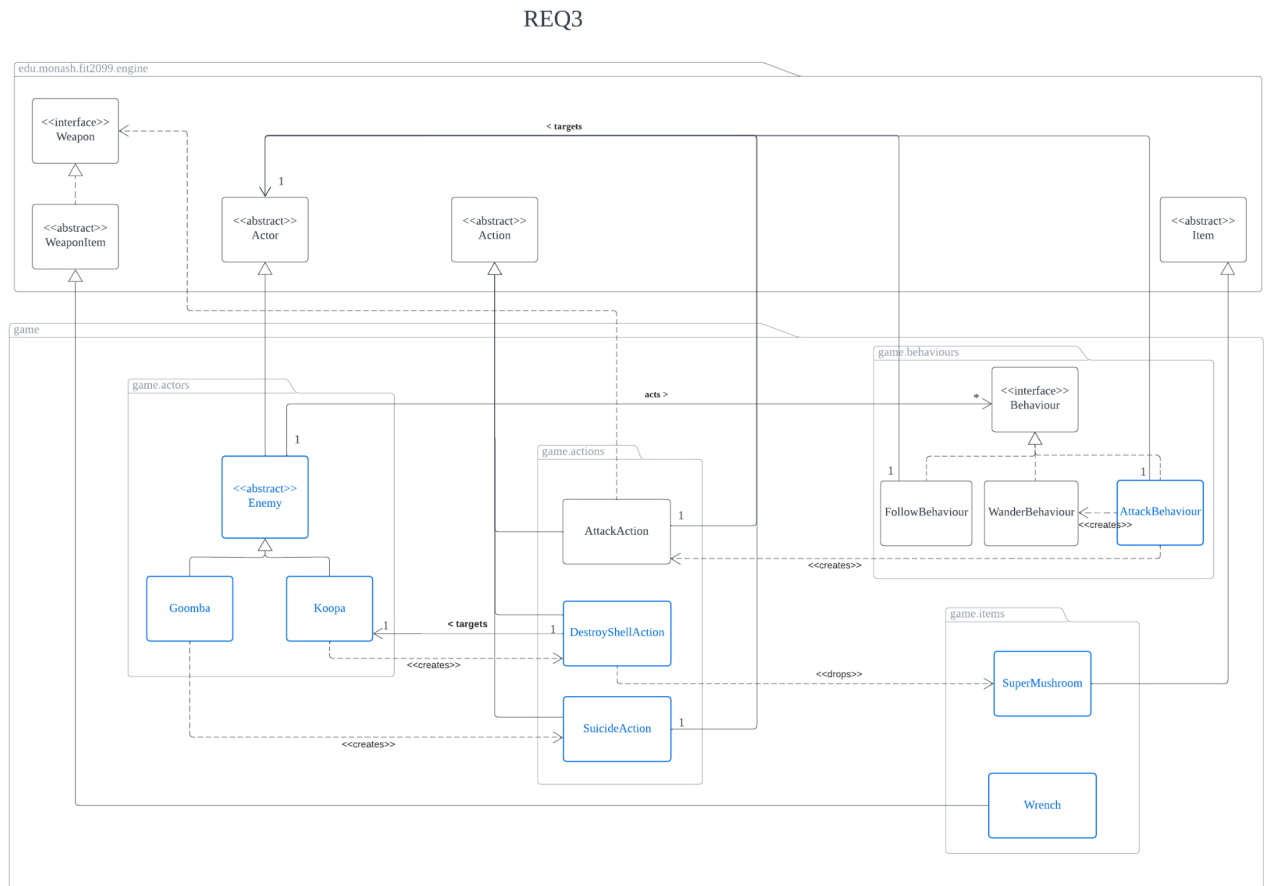 REQ3
edu.monash.fit2099.engine
<<interface>>
Weapon
< targets
1
<<abstract>>
WeaponItem
<<abstract>>
Actor
<<abstract>>
Action
<<abstract>>
Item
game
game.behaviours
game.actors
<<interface>>
Behaviour
acts >
*
1
game.actions
<<abstract>>
Enemy
1
1
FollowBehaviour
WanderBehaviour
AttackBehaviour
<<creates>>
AttackAction
1
<<creates>>
Goomba
Koopa
1
< targets
1
DestroyShellAction
<<creates>>
game.items
<<drops>>
SuperMushroom
SuicideAction
1
<<creates>>
Wrench